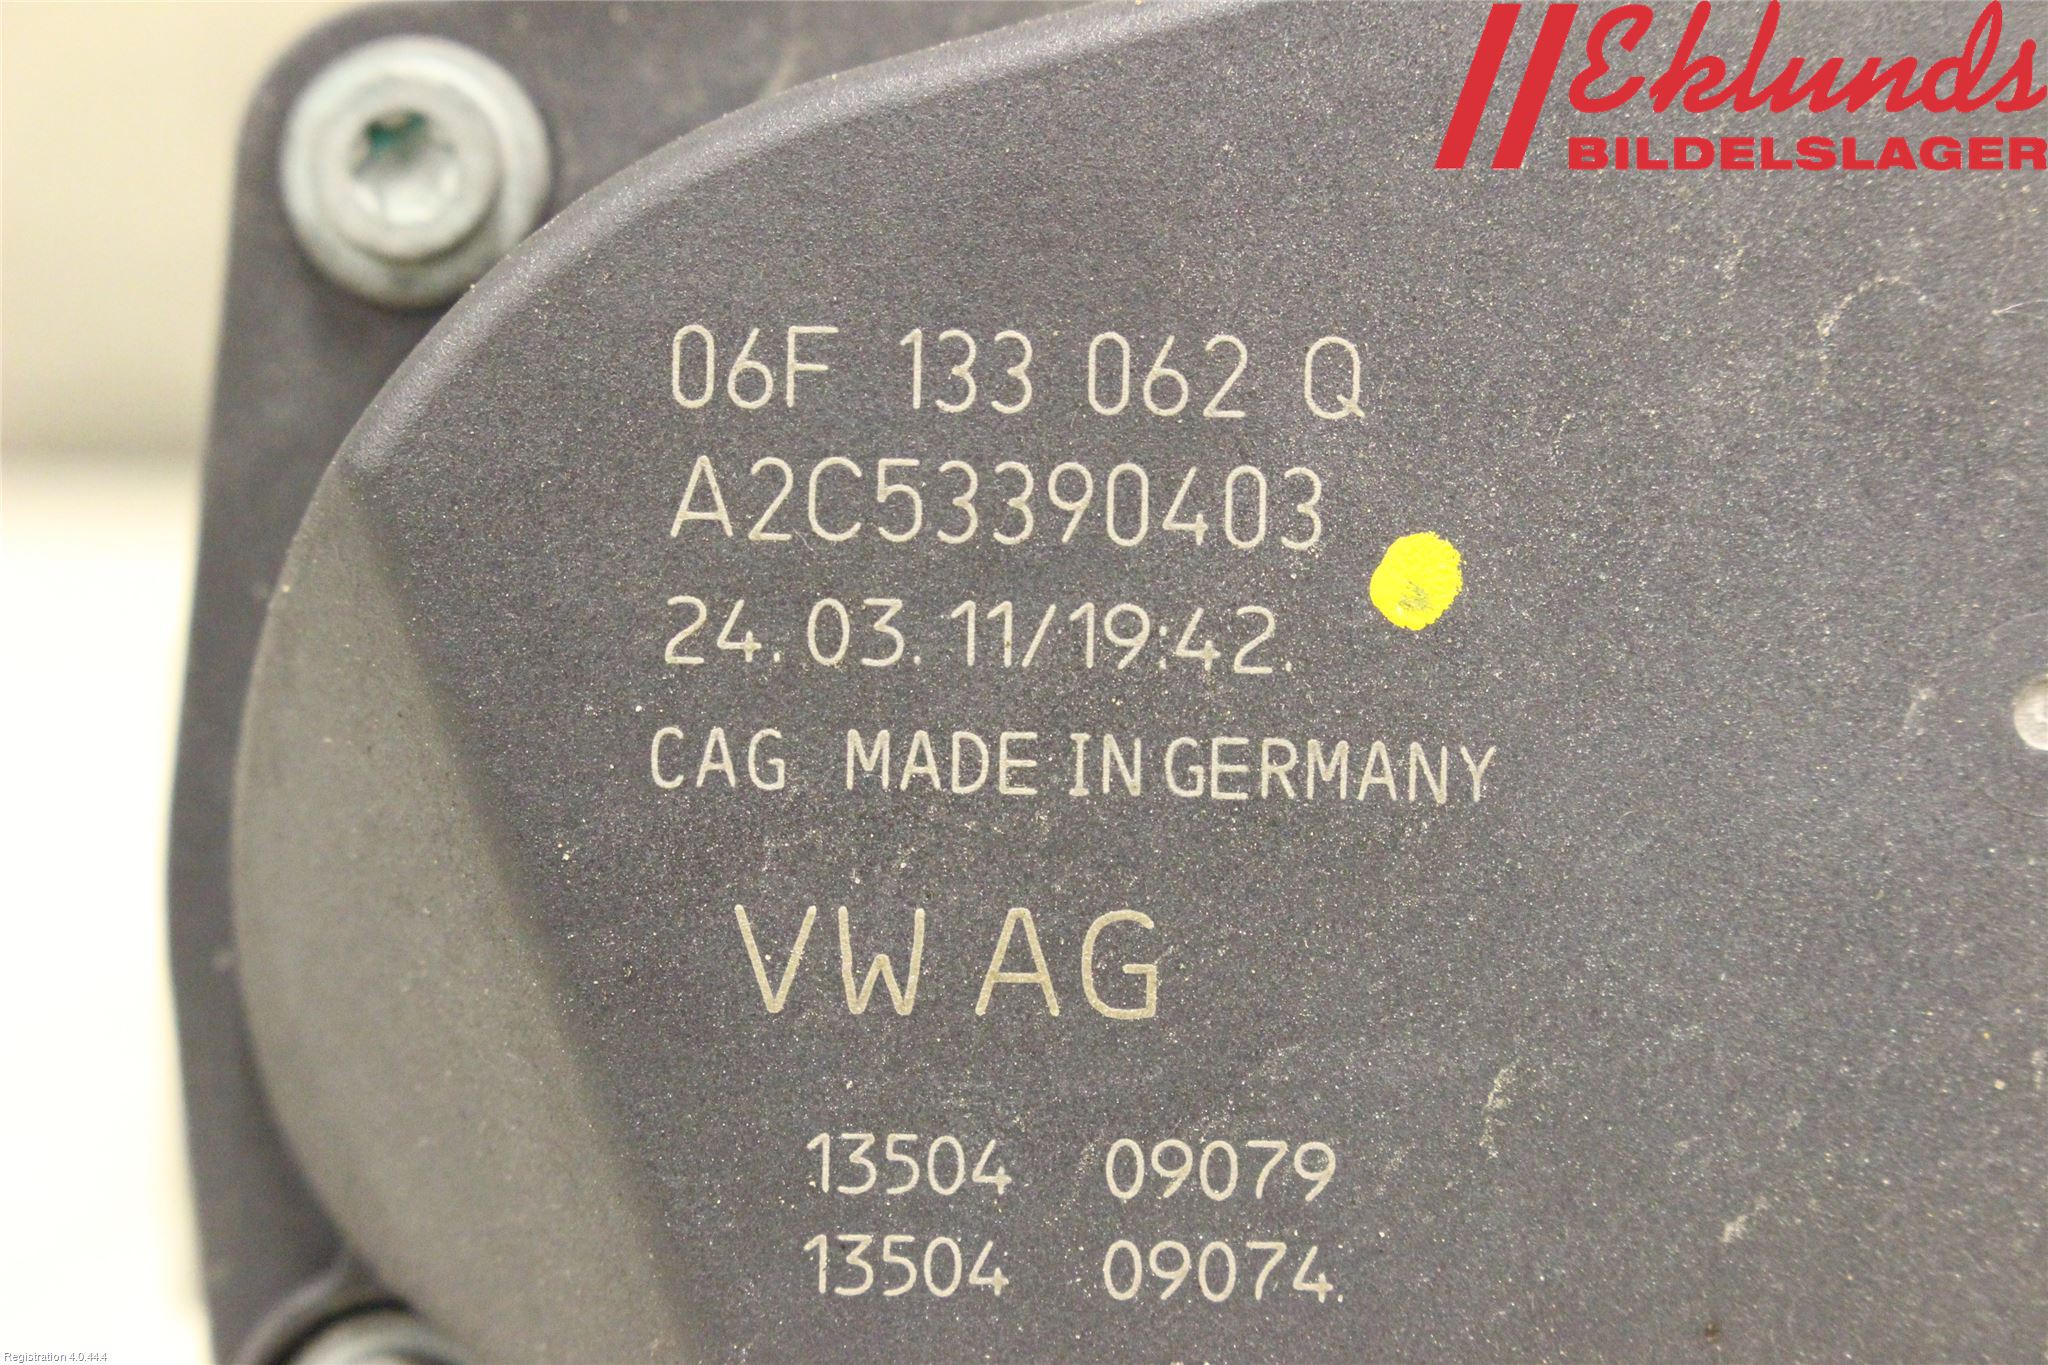 Eklunds
BILDELSLAGER
06F 133 062 Q
A2C53390403
24.03.11/19:42.
CAG MADE IN GERMANY
VW AG
13504 09079
13504 09074.
Registration 4.0.44.4